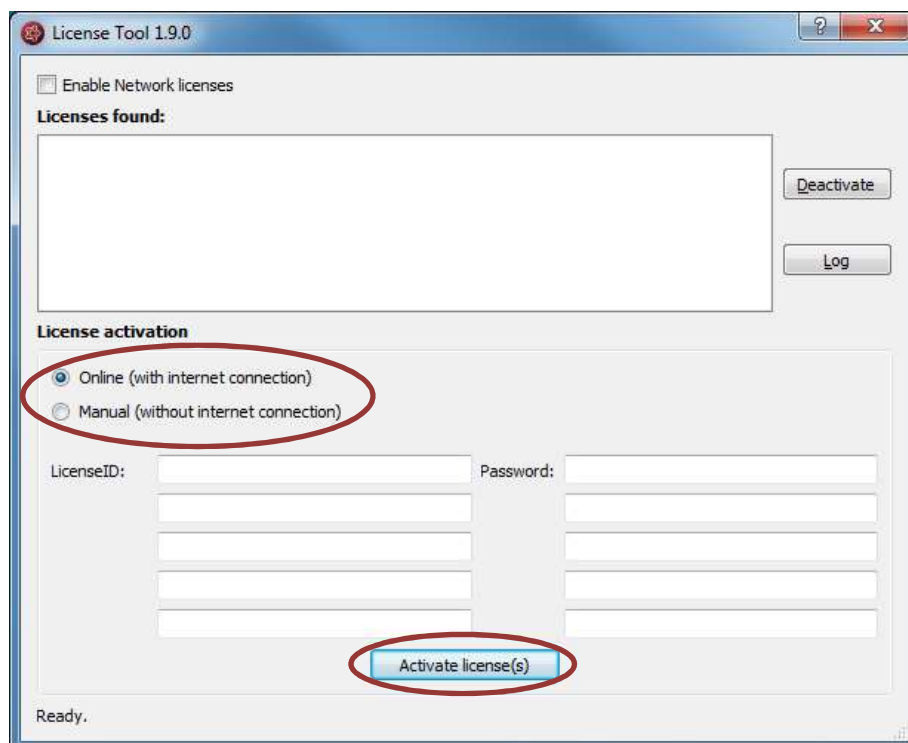 License Tool 1.9.0
Enable Network licenses
Licenses found:
Deactivate
Log
License activation
Online (with internet connection)
Manual (without internet connection)
LicenseID:
Password:
Activate license(s)
Ready.